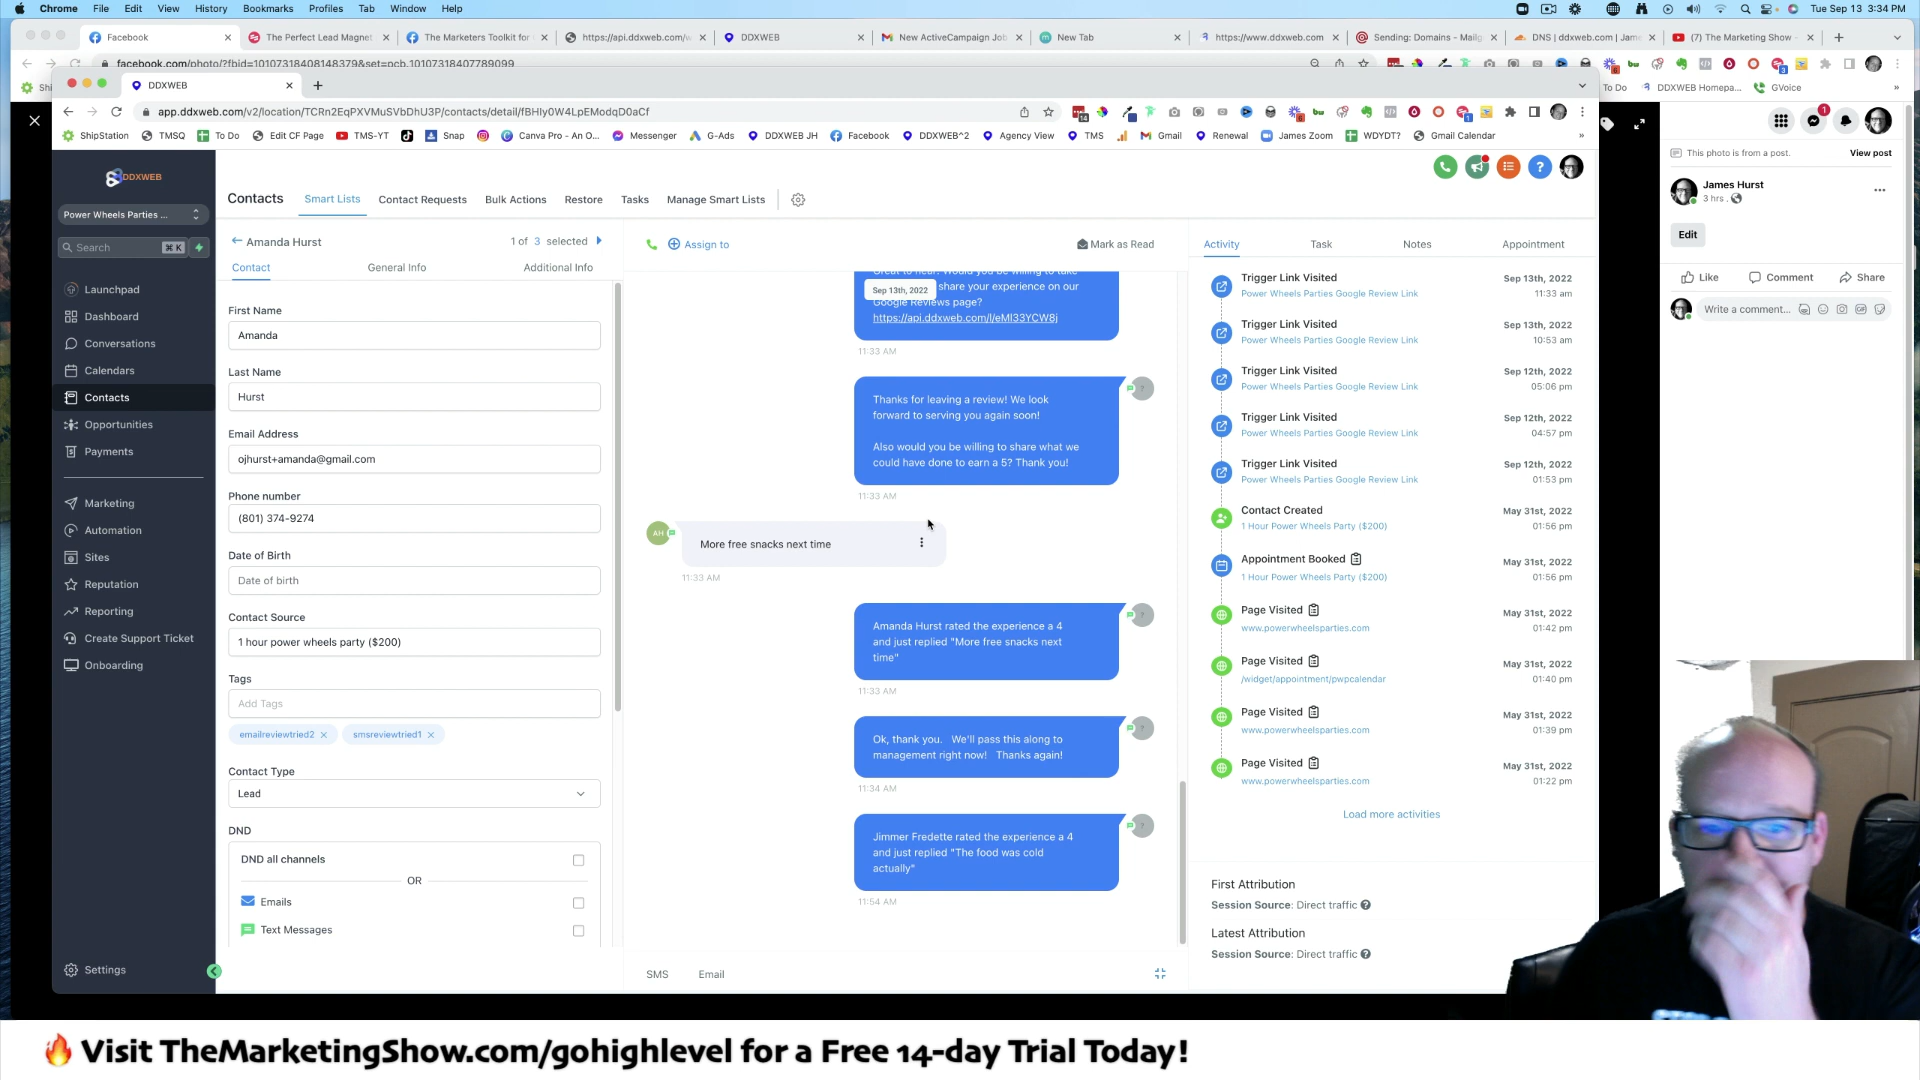 Chrome File Edit View History Bookmarks Profiles Tab Window Help
Tue Sep 13 3:34 PM
Facebook
The Perfect Lead Magnet
The Marketers Toolkit for
https://api.ddxweb.com/w
DDXWEB
New ActiveCampaign Job
New Tab
https://www.ddxweb.com
Sending: Domains - Mailg
DNS | ddxweb.com | Jame
(7) The Marketing Show -
facebook.com/photo/?fbid=10107318408148379&set=pcb.10107318407789099
To Do
DDXWEB Homepa...
GVoice
DDXWEB
app.ddxweb.com/v2/location/TCRn2EqPXVMuSVbDhU3P/contacts/detail/fBHIy0W4LpEModqD0aCf
ShipStation TMSQ To Do Edit CF Page TMS-YT Snap Canva Pro - An O... Messenger G-Ads DDXWEB JH Facebook DDXWEB^2 Agency View TMS Gmail Renewal James Zoom WDYDT? Gmail Calendar
DDXWEB
Power Wheels Parties ...
Search ⌘ K
Launchpad
Dashboard
Conversations
Calendars
Contacts
Opportunities
Payments
Marketing
Automation
Sites
Reputation
Reporting
Create Support Ticket
Onboarding
Settings
Contacts Smart Lists Contact Requests Bulk Actions Restore Tasks Manage Smart Lists
Amanda Hurst 1 of 3 selected
Contact General Info Additional Info
First Name
Amanda
Last Name
Hurst
Email Address
ojhurst+amanda@gmail.com
Phone number
(801) 374-9274
Date of Birth
Date of birth
Contact Source
1 hour power wheels party ($200)
Tags
Add Tags
emailreviewtried2 × smsreviewtried1 ×
Contact Type
Lead
DND
DND all channels
OR
Emails
Text Messages
Assign to
Mark as Read
Great to hear! Would you be willing to take
Sep 13th, 2022
share your experience on our
Google Reviews page?
https://api.ddxweb.com/l/eMI33YCW8j
11:33 AM
Thanks for leaving a review! We look
forward to serving you again soon!
Also would you be willing to share what we
could have done to earn a 5? Thank you!
11:33 AM
AH
More free snacks next time
11:33 AM
Amanda Hurst rated the experience a 4
and just replied "More free snacks next
time"
11:33 AM
Ok, thank you. We'll pass this along to
management right now! Thanks again!
11:34 AM
Jimmer Fredette rated the experience a 4
and just replied "The food was cold
actually"
11:54 AM
SMS Email
Activity Task Notes Appointment
Trigger Link Visited Sep 13th, 2022
Power Wheels Parties Google Review Link 11:33 am
Trigger Link Visited Sep 13th, 2022
Power Wheels Parties Google Review Link 10:53 am
Trigger Link Visited Sep 12th, 2022
Power Wheels Parties Google Review Link 05:06 pm
Trigger Link Visited Sep 12th, 2022
Power Wheels Parties Google Review Link 04:57 pm
Trigger Link Visited Sep 12th, 2022
Power Wheels Parties Google Review Link 01:53 pm
Contact Created May 31st, 2022
1 Hour Power Wheels Party ($200) 01:56 pm
Appointment Booked May 31st, 2022
1 Hour Power Wheels Party ($200) 01:56 pm
Page Visited May 31st, 2022
www.powerwheelsparties.com 01:42 pm
Page Visited May 31st, 2022
/widget/appointment/pwpcalendar 01:40 pm
Page Visited May 31st, 2022
www.powerwheelsparties.com 01:39 pm
Page Visited May 31st, 2022
www.powerwheelsparties.com 01:22 pm
Load more activities
First Attribution
Session Source: Direct traffic
Latest Attribution
Session Source: Direct traffic
This photo is from a post. View post
James Hurst
3 hrs .
Edit
Like Comment Share
Write a comment...
Visit TheMarketingShow.com/gohighlevel for a Free 14-day Trial Today!